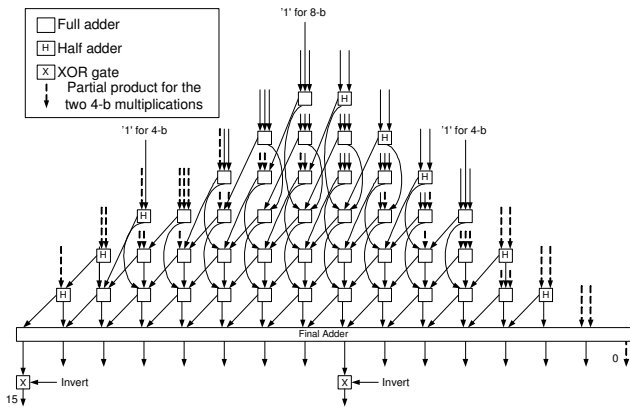 '1' for 8-b
Full adder
H Half adder
X XOR gate
Partial product for the
two 4-b multiplications
H
'1' for 4-b
'1' for 4-b
H
H
H
H
H
H
H
Final Adder
0
X Invert
X Invert
15